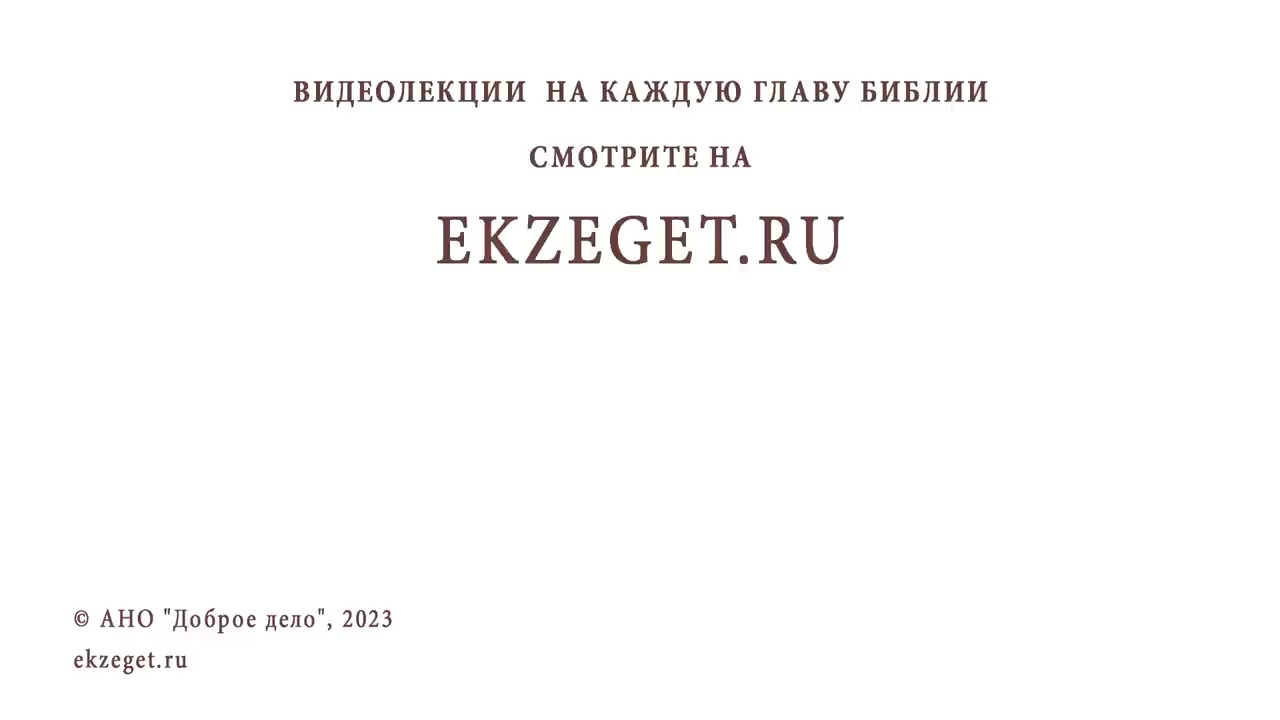 ВИДЕОЛЕКЦИИ НА КАЖДУЮ ГЛАВУ БИБЛИИ
СМОТРИТЕ НА
EKZEGET.RU
© АНО "Доброе дело", 2023
ekzeget.ru